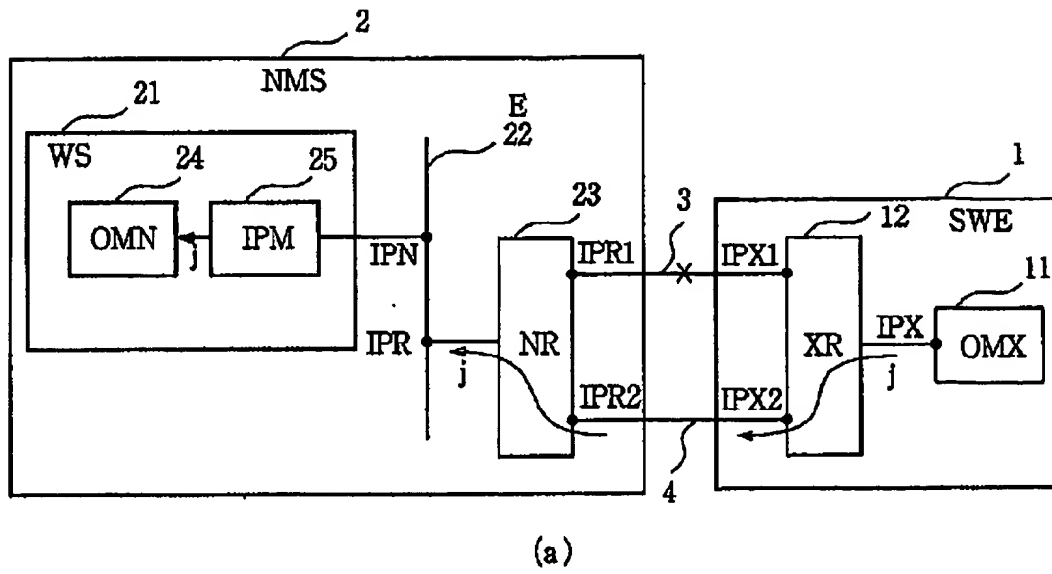 2
NMS
21
E
22
WS
24
25
23
1
3
12
SWE
OMN
IPM
IPN
IPR1
IPX1
11
j
IPR
NR
XR
IPX
OMX
j
j
IPR2
IPX2
4
(a)